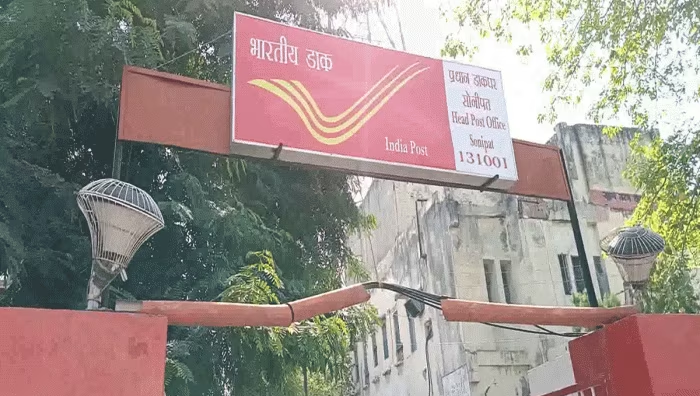 भारतीय डाक
India Post
प्रधान डाकघर
सोनीपत
Head Post Office
Sonipat
131001